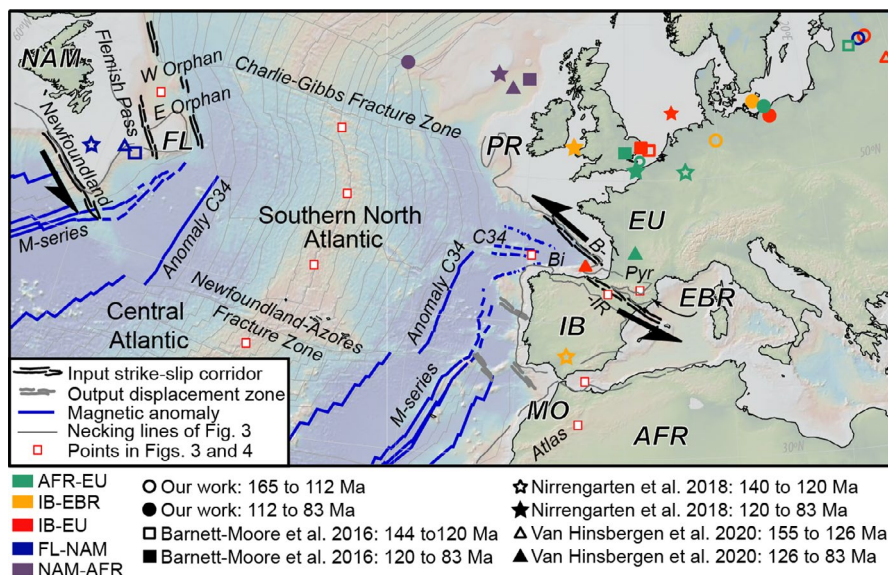 60°N
20°E
NAM
Flemish Pass
W Orphan
E Orphan
FL
Charlie-Gibbs Fracture Zone
Newfoundland
M-series
Anomaly C34
PR
50°N
EU
Southern North
Atlantic
C34
Bi
B.
Pyr
EBR
IR
IB
Central
Atlantic
Newfoundland-Azores
Fracture Zone
Anomaly C34
M-series
MO
Atlas
AFR
30°N
Input strike-slip corridor
Output displacement zone
Magnetic anomaly
Necking lines of Fig. 3
Points in Figs. 3 and 4
AFR-EU
IB-EBR
IB-EU
FL-NAM
NAM-AFR
Our work: 165 to 112 Ma
Our work: 112 to 83 Ma
Barnett-Moore et al. 2016: 144 to120 Ma
Barnett-Moore et al. 2016: 120 to 83 Ma
Nirrengarten et al. 2018: 140 to 120 Ma
Nirrengarten et al. 2018: 120 to 83 Ma
Van Hinsbergen et al. 2020: 155 to 126 Ma
Van Hinsbergen et al. 2020: 126 to 83 Ma